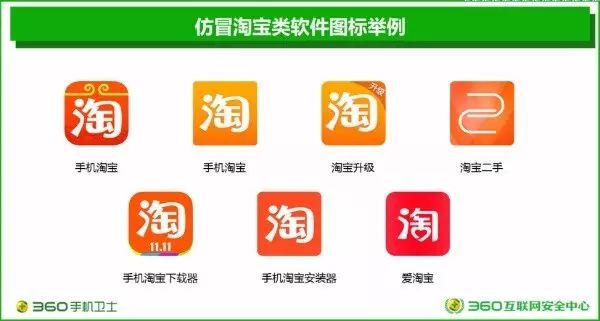 仿冒淘宝类软件图标举例
淘
淘
升级
淘
手机淘宝
手机淘宝
淘宝升级
淘宝二手
淘
11.11
淘
淘
手机淘宝下载器
手机淘宝安装器
爱淘宝
360手机卫士
360互联网安全中心